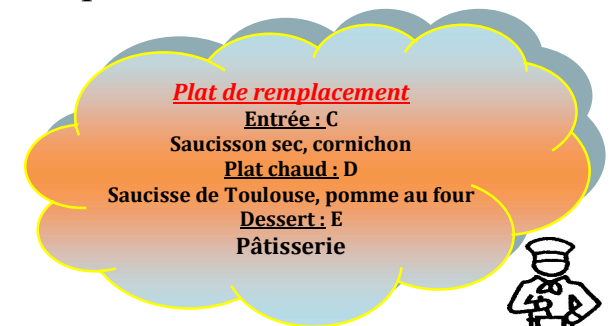 Plat de remplacement
Entrée : C
Saucisson sec, cornichon
Plat chaud : D
Saucisse de Toulouse, pomme au four
Dessert : E
Pâtisserie